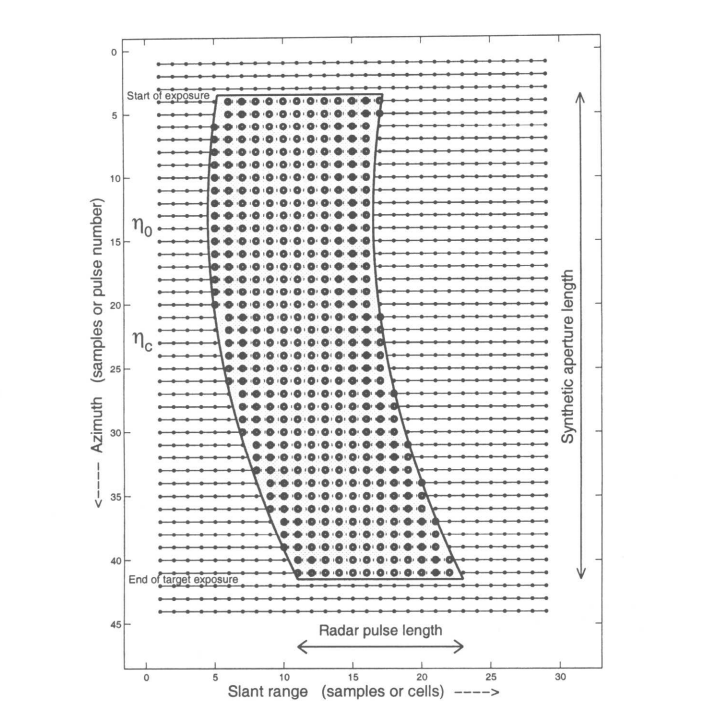 0
Start of exposure
5
10
η0
15
20
ηc
25
30
35
40
End of target exposure
45
Azimuth (samples or pulse number)
<----
Synthetic aperture length
Radar pulse length
0 5 10 15 20 25 30
Slant range (samples or cells) ---->